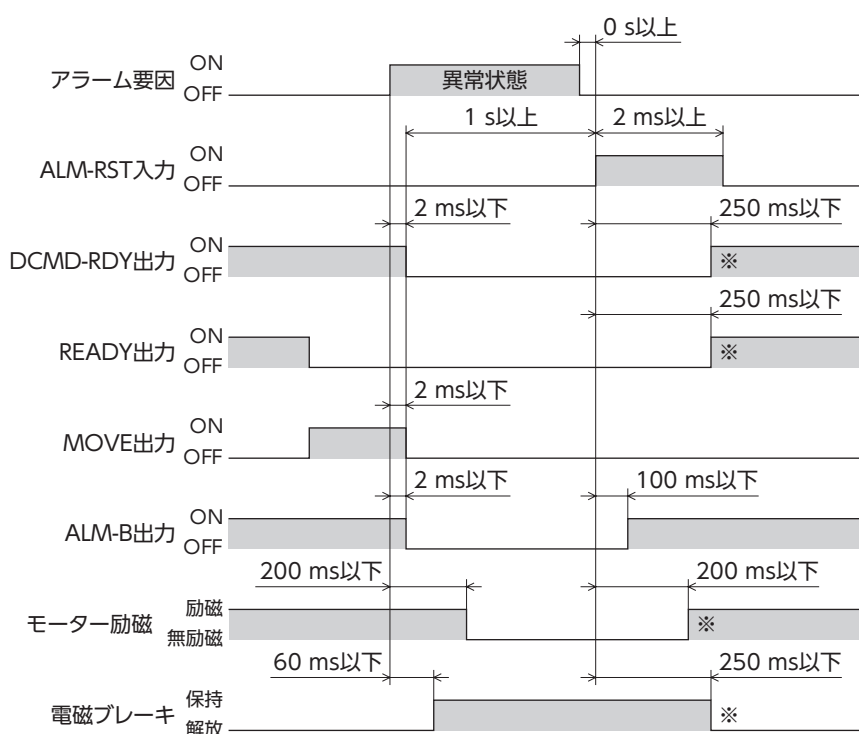 0 s以上
アラーム要因 ON OFF 異常状態
1 s以上 2 ms以上
ALM-RST入力 ON OFF
2 ms以下 250 ms以下
DCMD-RDY出力 ON OFF ※
250 ms以下
READY出力 ON OFF ※
2 ms以下
MOVE出力 ON OFF
2 ms以下 100 ms以下
ALM-B出力 ON OFF
200 ms以下 200 ms以下
モーター励磁 励磁 無励磁 ※
60 ms以下 250 ms以下
電磁ブレーキ 保持 解放 ※